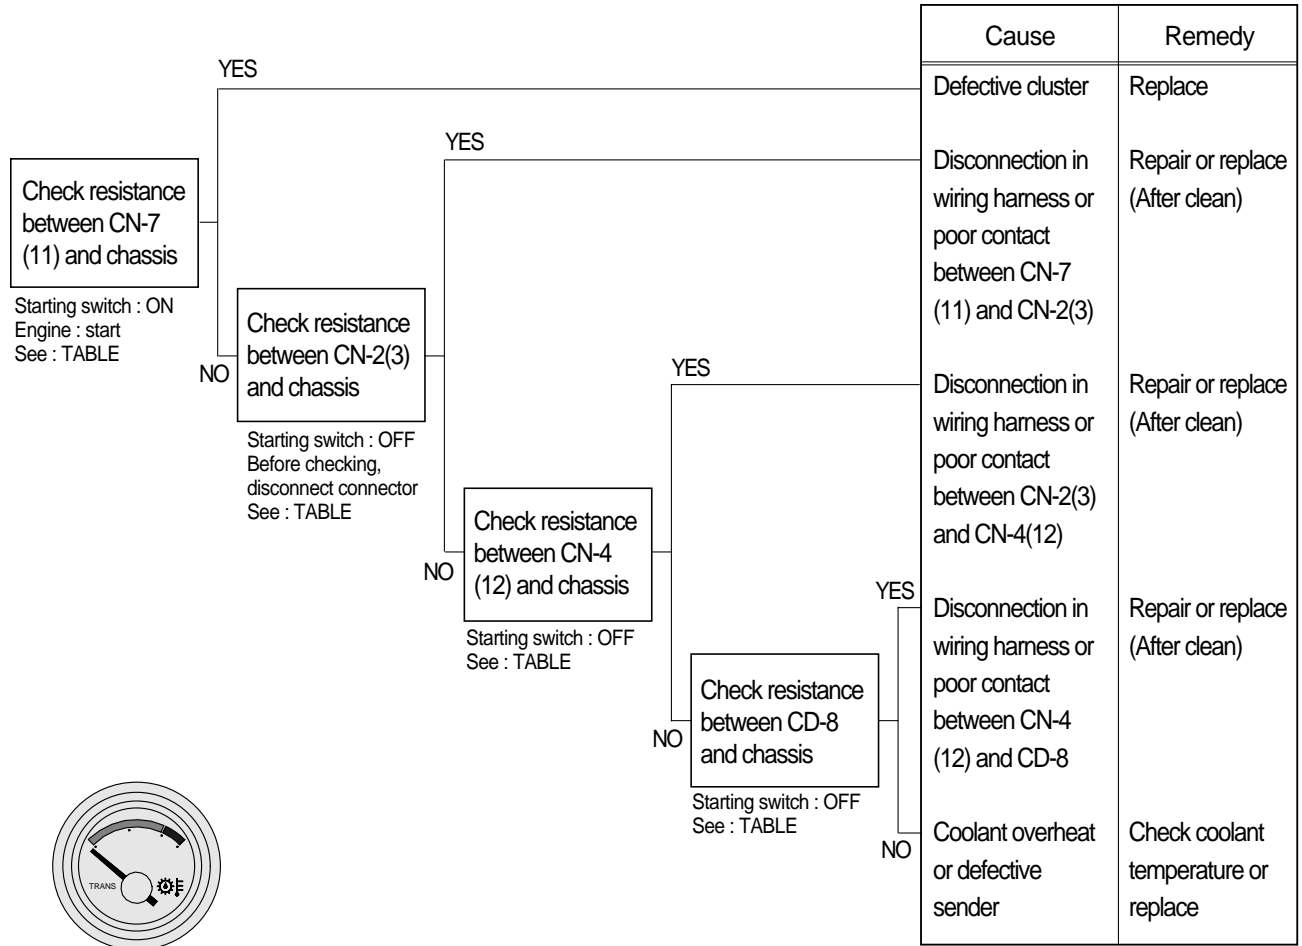 Cause
Remedy
YES
Defective cluster
Replace
YES
Check resistance
between CN-7
(11) and chassis
Starting switch : ON
Engine : start
See : TABLE
Disconnection in
wiring harness or
poor contact
between CN-7
(11) and CN-2(3)
Repair or replace
(After clean)
NO
Check resistance
between CN-2(3)
and chassis
Starting switch : OFF
Before checking,
disconnect connector
See : TABLE
YES
Disconnection in
wiring harness or
poor contact
between CN-2(3)
and CN-4(12)
Repair or replace
(After clean)
NO
Check resistance
between CN-4
(12) and chassis
Starting switch : OFF
See : TABLE
YES
Disconnection in
wiring harness or
poor contact
between CN-4
(12) and CD-8
Repair or replace
(After clean)
NO
Check resistance
between CD-8
and chassis
Starting switch : OFF
See : TABLE
NO
Coolant overheat
or defective
sender
Check coolant
temperature or
replace
TRANS